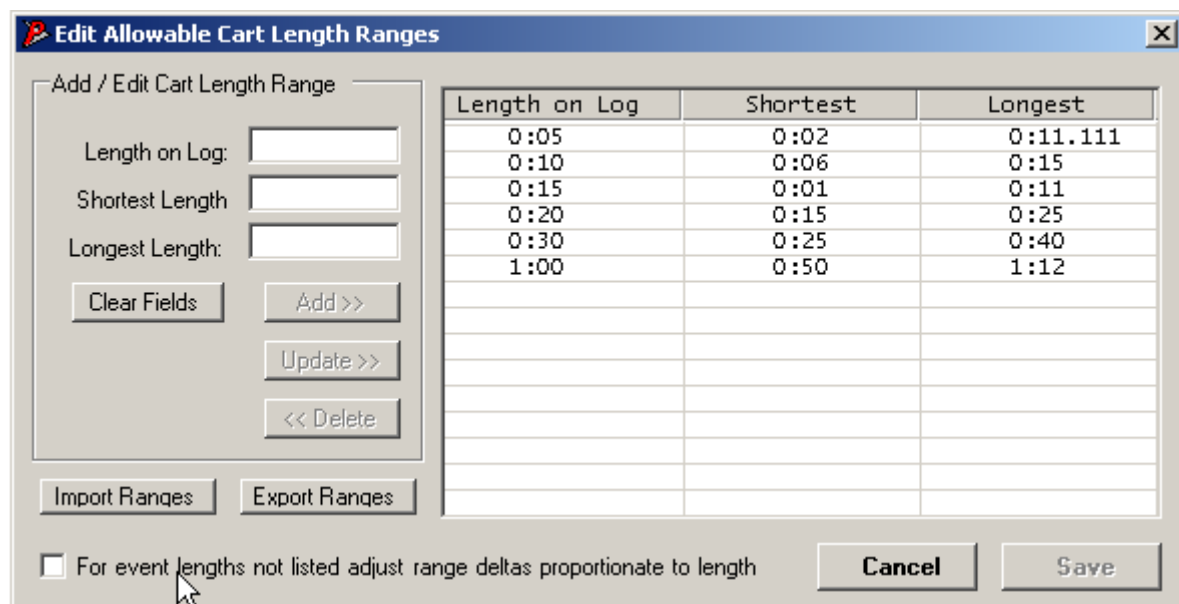 Edit Allowable Cart Length Ranges
Add / Edit Cart Length Range
Length on Log:
Shortest Length
Longest Length:
Clear Fields
Add >>
Update >>
<< Delete
Import Ranges
Export Ranges
Length on Log Shortest Longest
0:05 0:02 0:11.111
0:10 0:06 0:15
0:15 0:01 0:11
0:20 0:15 0:25
0:30 0:25 0:40
1:00 0:50 1:12
For event lengths not listed adjust range deltas proportionate to length
Cancel
Save